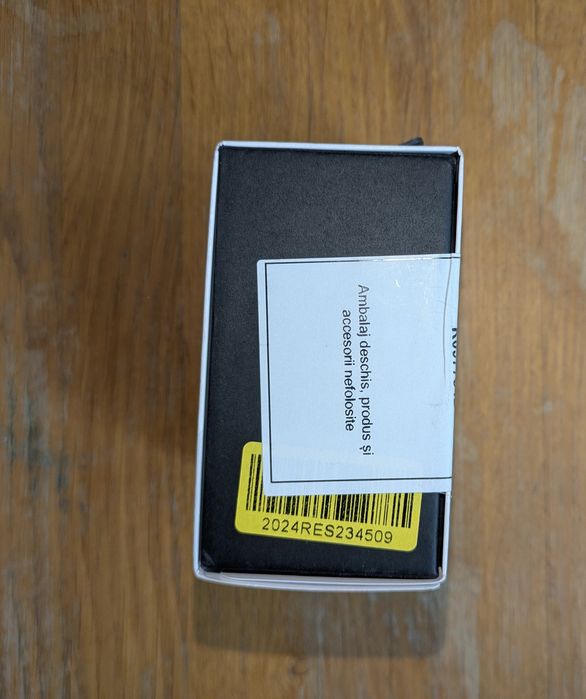 Ambalaj deschis, produs și
accesorii nefolosite
2024RES234509